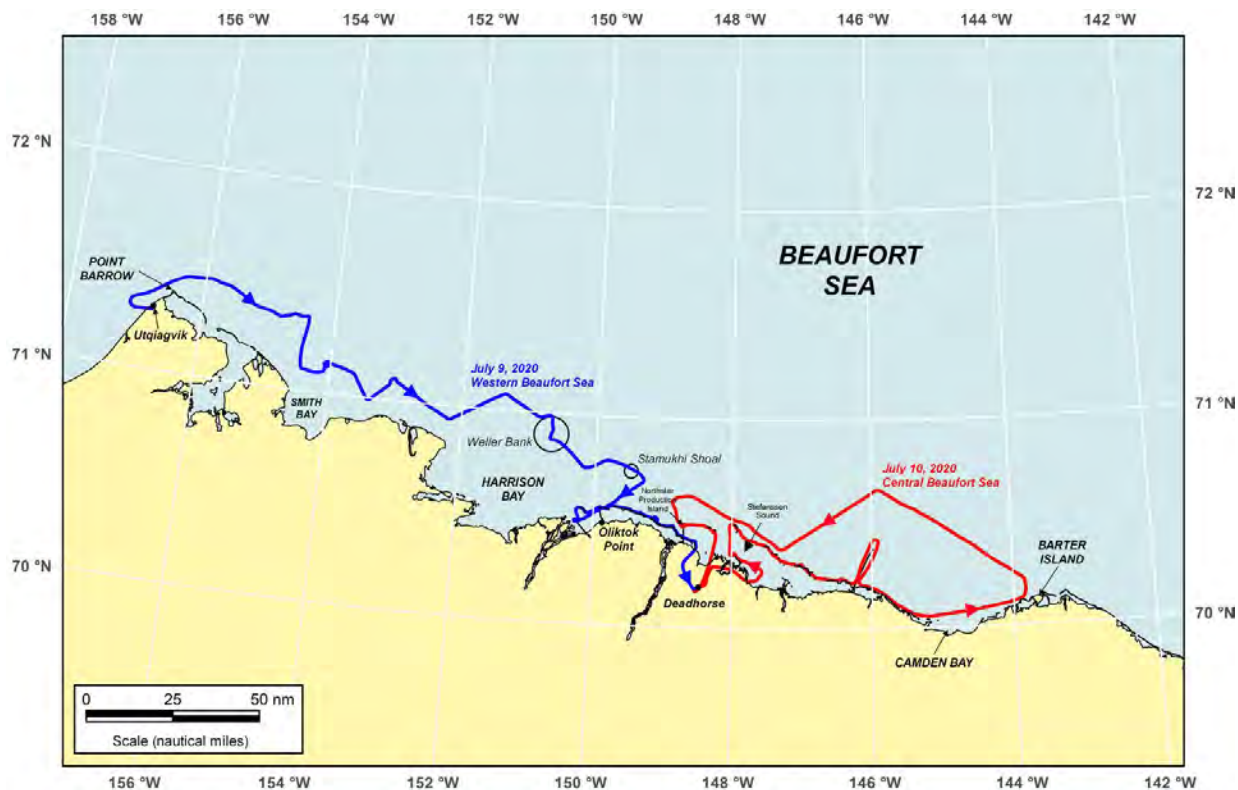 158 °W
156 °W
154 °W
152 °W
150 °W
148 °W
146 °W
144 °W
142 °W
72 °N
72 °N
BEAUFORT
SEA
POINT
BARROW
Utqiagvik
71 °N
71 °N
July 9, 2020
Western Beaufort Sea
SMITH
BAY
Weller Bank
Stamukhi Shoal
July 10, 2020
Central Beaufort Sea
HARRISON
BAY
Northstar
Production
Island
Stefanssen
Sound
Oliktok
Point
BARTER
ISLAND
70 °N
70 °N
Deadhorse
CAMDEN BAY
0 25 50 nm
Scale (nautical miles)
156 °W
154 °W
152 °W
150 °W
148 °W
146 °W
144 °W
142 °W